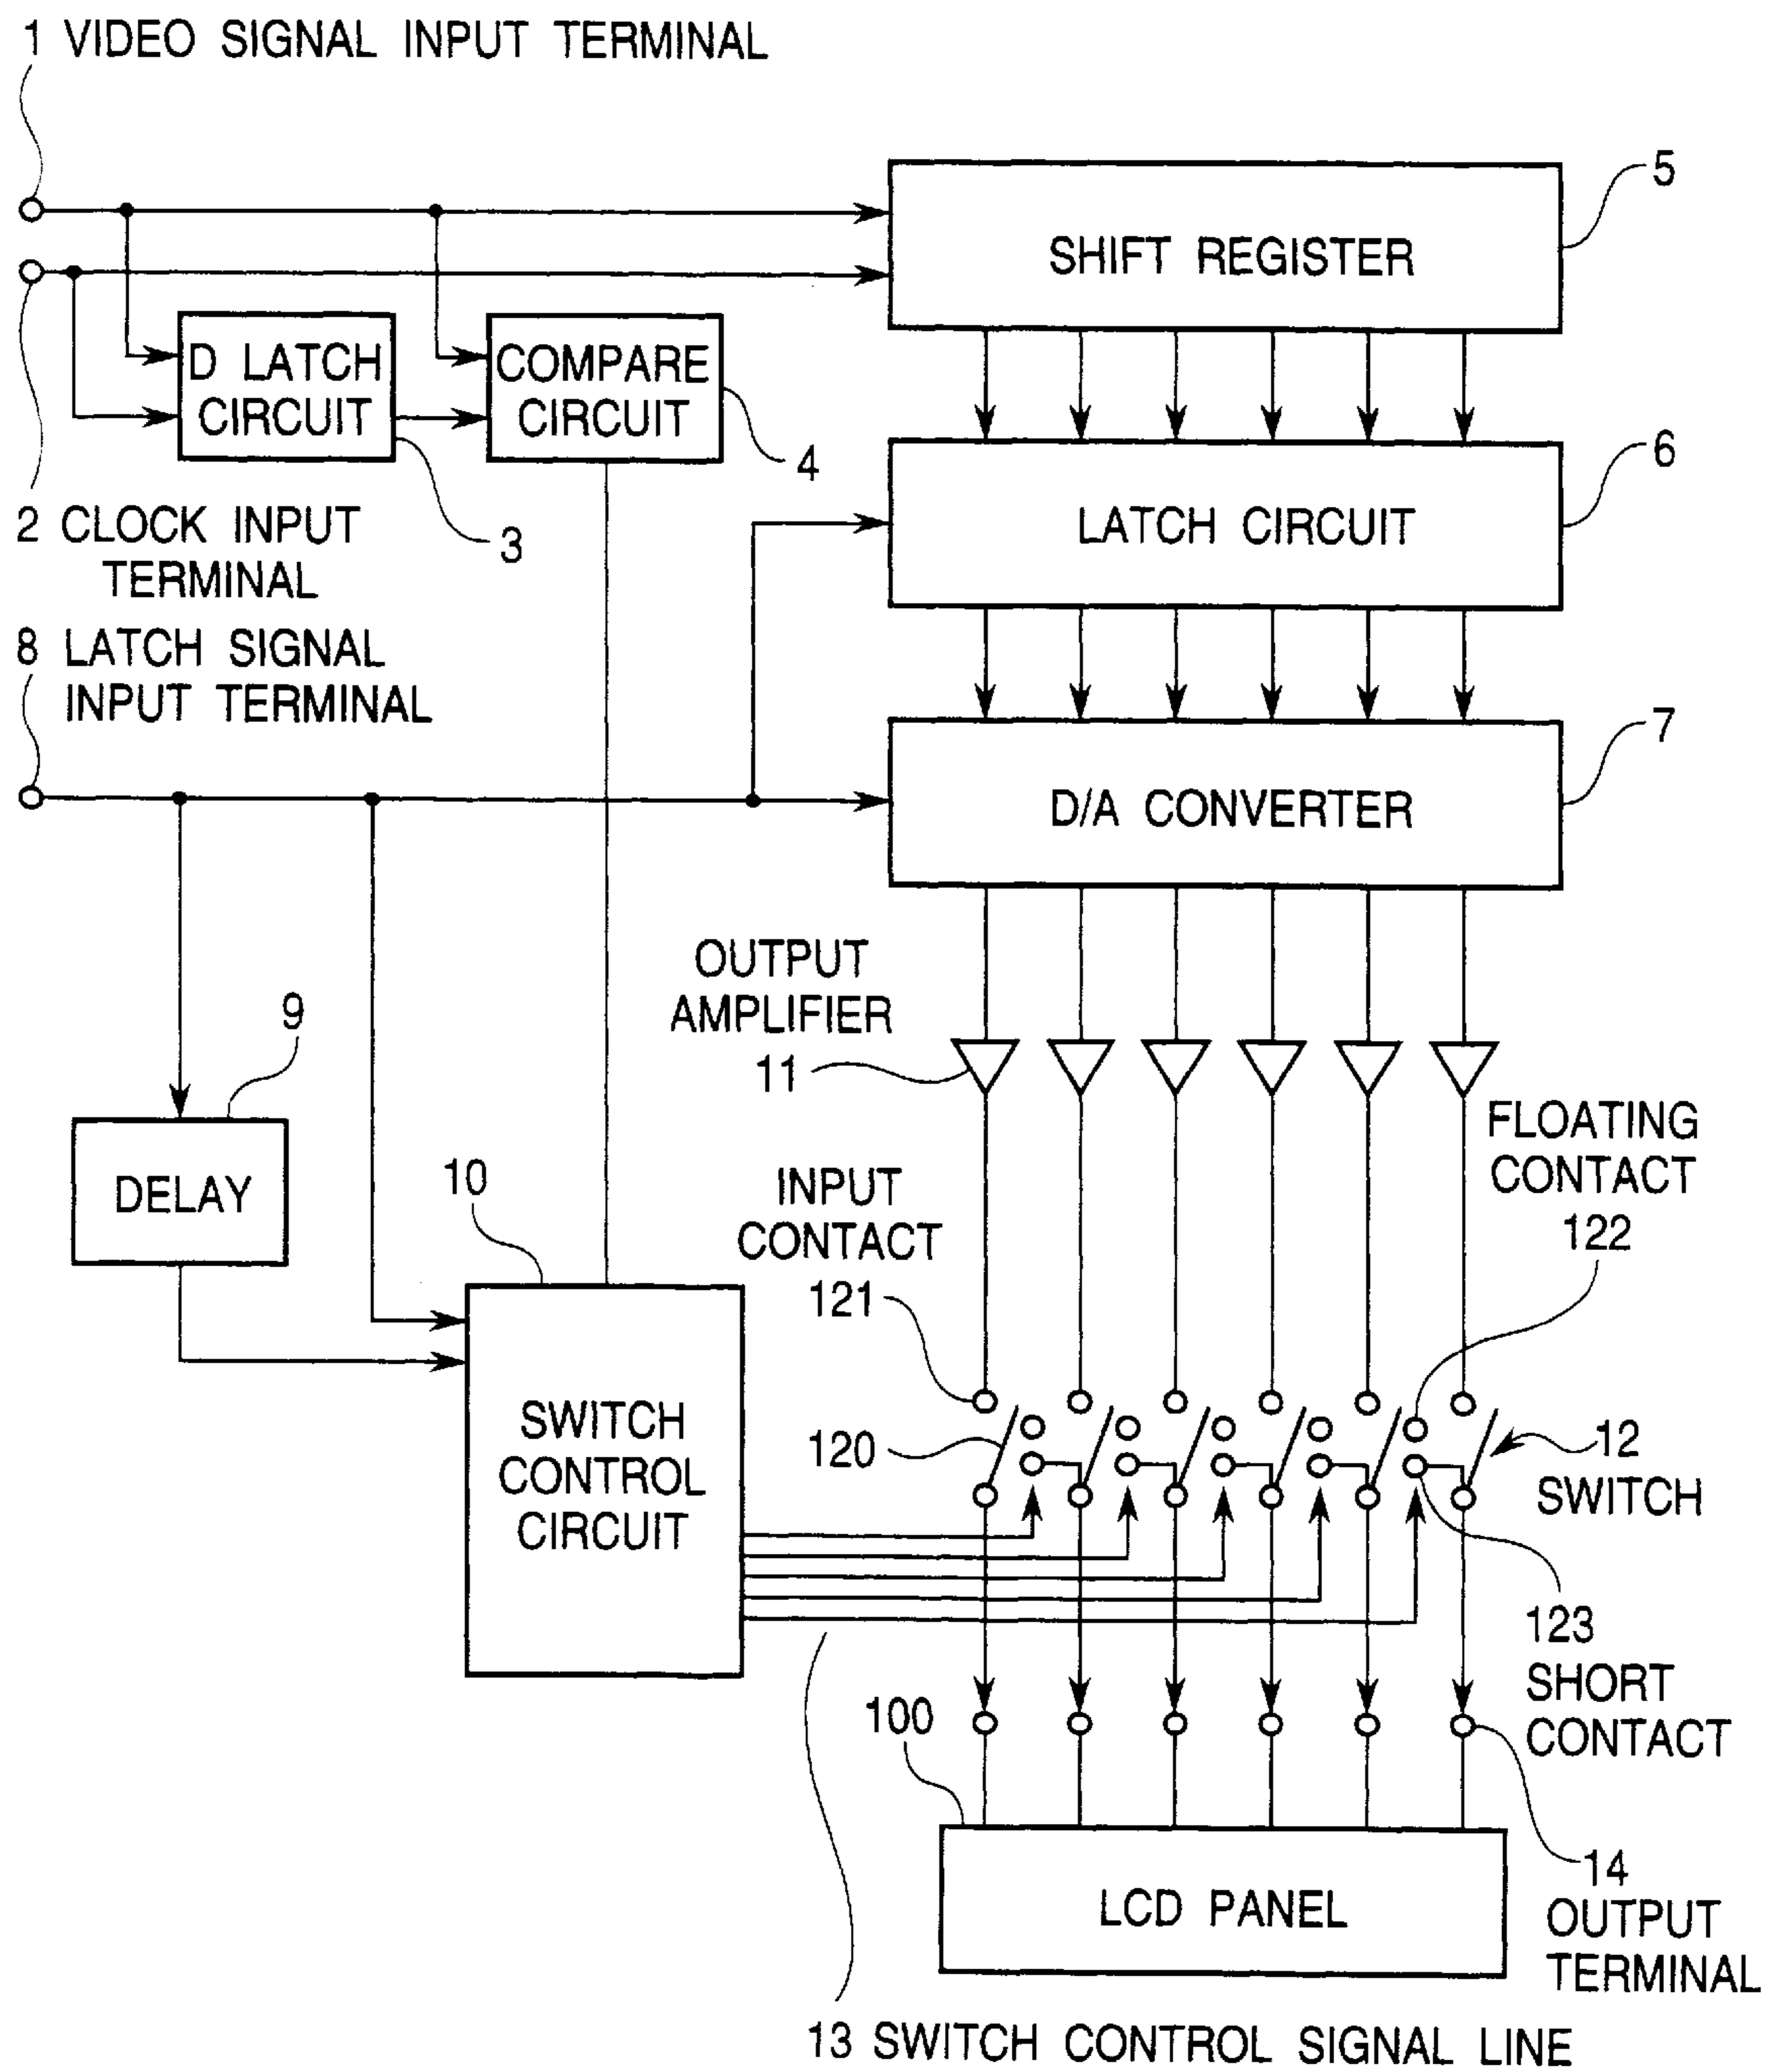 1 VIDEO SIGNAL INPUT TERMINAL
5
SHIFT REGISTER
D LATCH
CIRCUIT
COMPARE
CIRCUIT
4
3
2 CLOCK INPUT
TERMINAL
6
LATCH CIRCUIT
8 LATCH SIGNAL
INPUT TERMINAL
7
D/A CONVERTER
OUTPUT
AMPLIFIER
11
9
DELAY
FLOATING
CONTACT
122
10
INPUT
CONTACT
121
SWITCH
CONTROL
CIRCUIT
120
12
SWITCH
123
SHORT
CONTACT
100
LCD PANEL
14
OUTPUT
TERMINAL
13 SWITCH CONTROL SIGNAL LINE